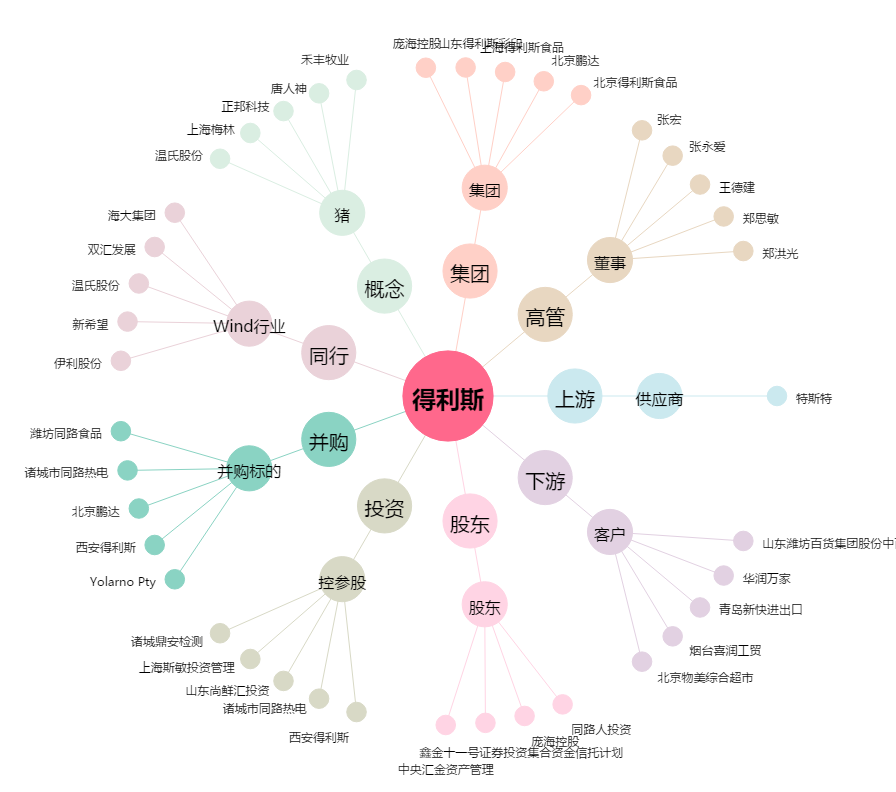 庞海控股
山东得利斯彩印
上海得利斯食品
北京鹏达
北京得利斯食品
集团
集团
张宏
张永爱
王德建
郑思敏
郑洪光
董事
高管
禾丰牧业
唐人神
正邦科技
上海梅林
温氏股份
猪
概念
海大集团
双汇发展
温氏股份
新希望
伊利股份
Wind行业
同行
得利斯
上游
供应商
特斯特
并购
并购标的
潍坊同路食品
诸城市同路热电
北京鹏达
西安得利斯
Yolarno Pty
投资
控参股
诸城鼎安检测
上海斯敏投资管理
山东尚鲜汇投资
诸城市同路热电
西安得利斯
股东
股东
同路人投资
庞海控股
鑫金十一号证券投资集合资金信托计划
中央汇金资产管理
下游
客户
山东潍坊百货集团股份中
华润万家
青岛新快进出口
烟台喜润工贸
北京物美综合超市